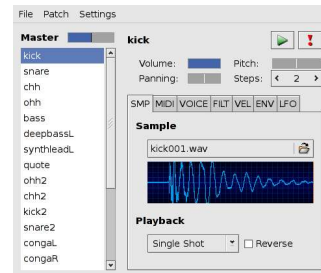 File Patch Settings
Master
kick
snare
chh
ohh
bass
deepbassL
synthleadL
quote
ohh2
chh2
kick2
snare2
congaL
congaR
kick
Volume: Pitch:
Panning: Steps: 2
SMP MIDI VOICE FILT VEL ENV LFO
Sample
kick001.wav
Playback
Single Shot Reverse